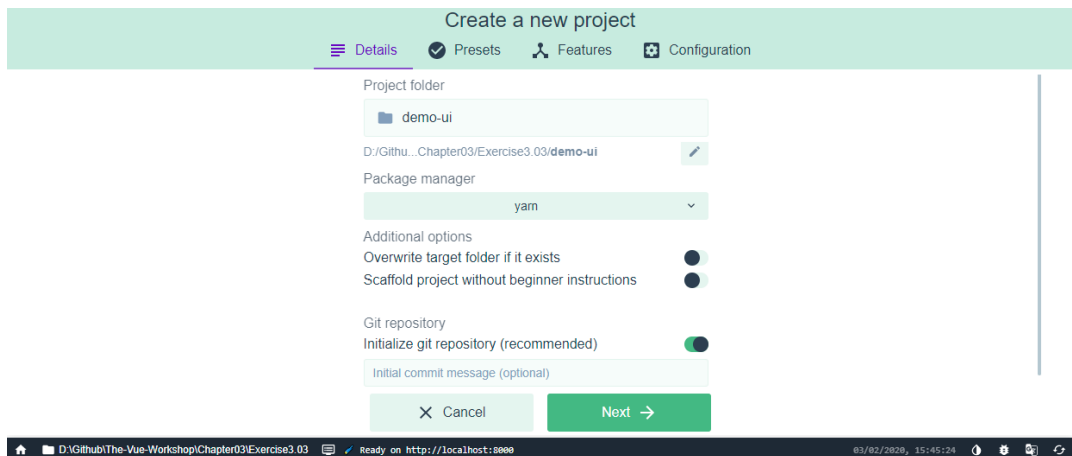 Create a new project
Details Presets Features Configuration
Project folder
demo-ui
D:/Githu...Chapter03/Exercise3.03/demo-ui
Package manager
yarn
Additional options
Overwrite target folder if it exists
Scaffold project without beginner instructions
Git repository
Initialize git repository (recommended)
Initial commit message (optional)
Cancel Next
D:\Github\The-Vue-Workshop\Chapter03\Exercise3.03 Ready on http://localhost:8000 03/02/2020, 15:45:24